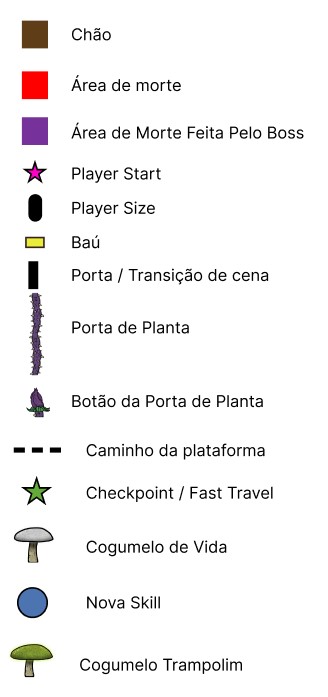 Chão
Área de morte
Área de Morte Feita Pelo Boss
Player Start
Player Size
Baú
Porta / Transição de cena
Porta de Planta
Botão da Porta de Planta
Caminho da plataforma
Checkpoint / Fast Travel
Cogumelo de Vida
Nova Skill
Cogumelo Trampolim